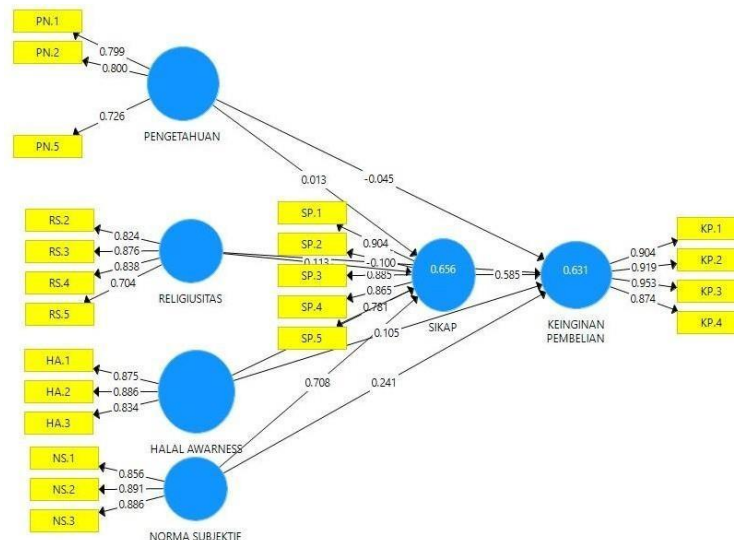 PN.1
0.799
PN.2
0.800
0.726
PN.5
PENGETAHUAN
0.013
-0.045
RS.2
0.824
RS.3
0.876
RS.4
0.838
RS.5
0.704
RELIGIUSITAS
SP.1
0.904
SP.2
0.113
-0.100
SP.3
0.885
SP.4
0.865
SP.5
0.781
0.656
SIKAP
0.585
0.631
KEINGINAN
PEMBELIAN
KP.1
0.904
KP.2
0.919
KP.3
0.953
KP.4
0.874
0.105
HA.1
0.875
HA.2
0.886
HA.3
0.834
HALAL AWARNESS
0.708
0.241
NS.1
0.856
NS.2
0.891
NS.3
0.886
NORMA SUBJEKTIF